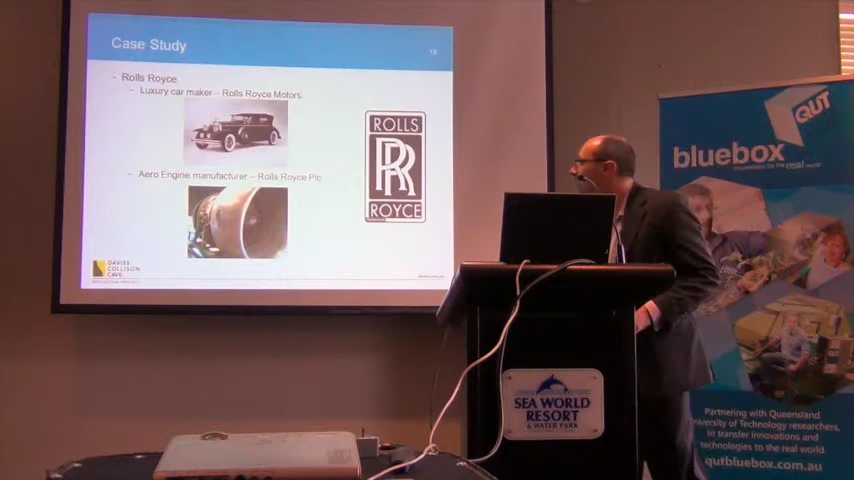 Case Study
– Rolls Royce
– Luxury car maker – Rolls Royce Motors
– Aero Engine manufacturer – Rolls Royce Plc
ROLLS
RR
ROYCE
DAVIES
COLLISON
CAVE
SEA WORLD
RESORT
& WATER PARK
QUT
bluebox
real world
Partnering with Queensland
University of Technology researchers,
to transfer innovations and
technologies to the real world.
qutbluebox.com.au